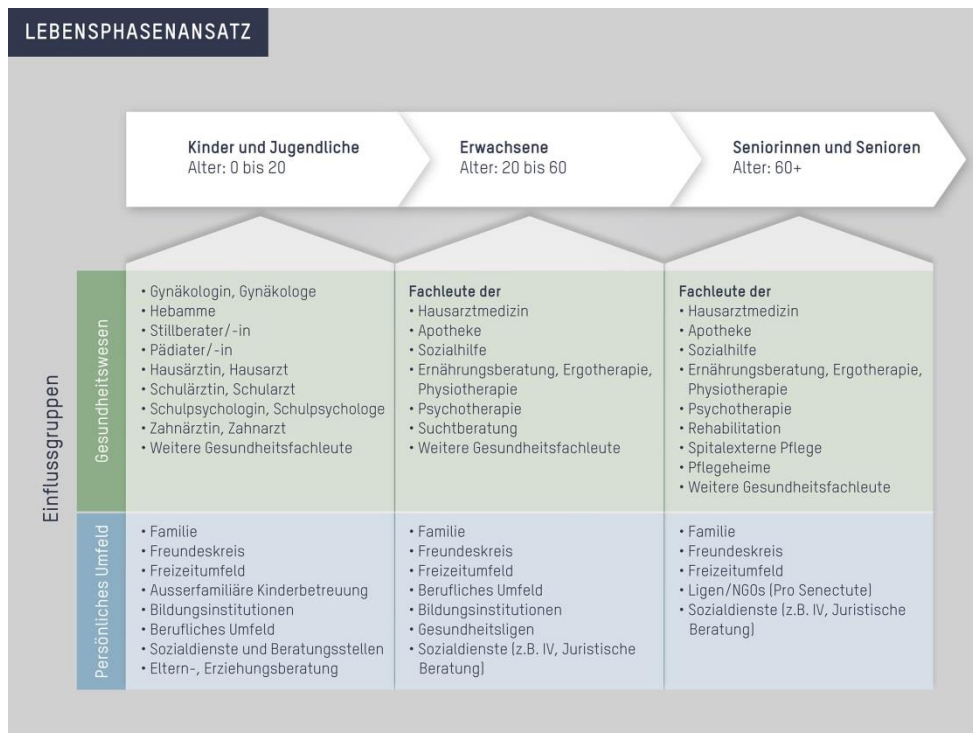 LEBENSPHASENANSATZ
Kinder und Jugendliche
Alter: 0 bis 20
Erwachsene
Alter: 20 bis 60
Seniorinnen und Senioren
Alter: 60+
Einflussgruppen
Gesundheitswesen
• Gynäkologin, Gynäkologe
• Hebamme
• Stillberater/-in
• Pädiater/-in
• Hausärztin, Hausarzt
• Schulärztin, Schularzt
• Schulpsychologin, Schulpsychologe
• Zahnärztin, Zahnarzt
• Weitere Gesundheitsfachleute
Fachleute der
• Hausarztmedizin
• Apotheke
• Sozialhilfe
• Ernährungsberatung, Ergotherapie,
Physiotherapie
• Psychotherapie
• Suchtberatung
• Weitere Gesundheitsfachleute
Fachleute der
• Hausarztmedizin
• Apotheke
• Sozialhilfe
• Ernährungsberatung, Ergotherapie,
Physiotherapie
• Psychotherapie
• Rehabilitation
• Spitalexterne Pflege
• Pflegeheime
• Weitere Gesundheitsfachleute
Persönliches Umfeld
• Familie
• Freundeskreis
• Freizeitumfeld
• Ausserfamiliäre Kinderbetreuung
• Bildungsinstitutionen
• Berufliches Umfeld
• Sozialdienste und Beratungsstellen
• Eltern-, Erziehungsberatung
• Familie
• Freundeskreis
• Freizeitumfeld
• Berufliches Umfeld
• Bildungsinstitutionen
• Gesundheitsligen
• Sozialdienste (z.B. IV, Juristische
Beratung)
• Familie
• Freundeskreis
• Freizeitumfeld
• Ligen/NGOs (Pro Senectute)
• Sozialdienste (z.B. IV, Juristische
Beratung)